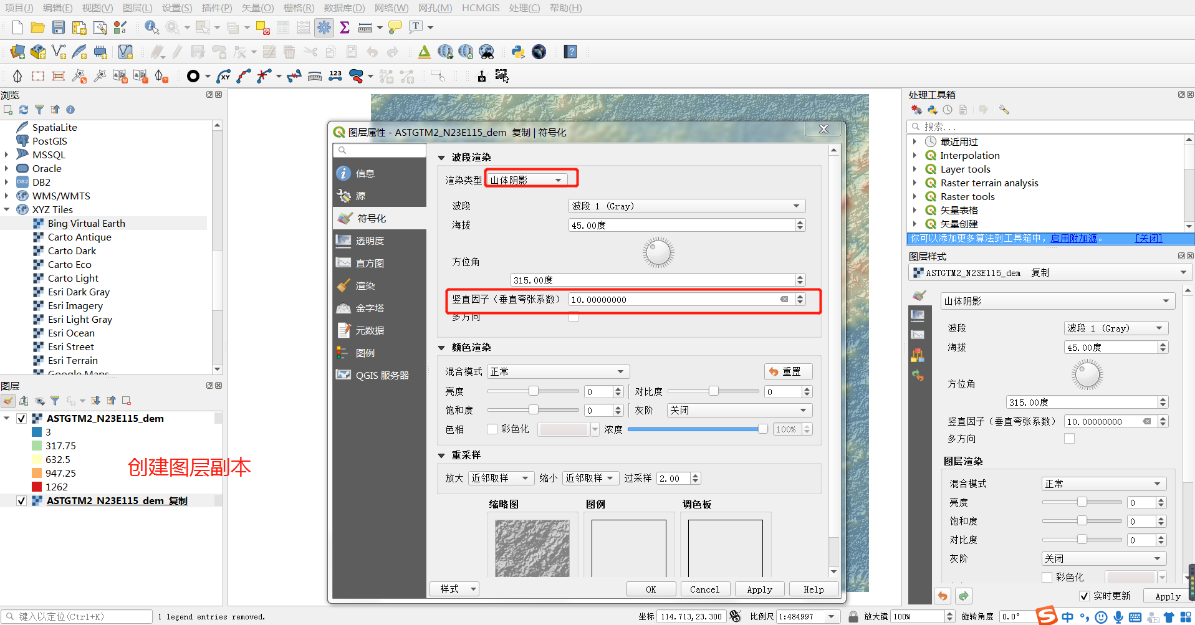 项目(J) 编辑(E) 视图(V) 图层(L) 设置(S) 插件(P) 矢量(O) 栅格(R) 数据库(D) 网络(W) 网孔(M) HCMGIS 处理(C) 帮助(H)
浏览
SpatiaLite
PostGIS
MSSQL
Oracle
DB2
WMS/WMTS
XYZ Tiles
Bing Virtual Earth
Carto Antique
Carto Dark
Carto Eco
Carto Light
Esri Dark Gray
Esri Imagery
Esri Light Gray
Esri Ocean
Esri Street
Esri Terrain
Google Maps
图层
ASTGTM2_N23E115_dem
3
317.75
632.5
947.25
1262
ASTGTM2_N23E115_dem 复制
创建图层副本
图层属性 - ASTGTM2_N23E115_dem 复制 | 符号化
信息
源
符号化
透明度
直方图
渲染
金字塔
元数据
图例
QGIS 服务器
波段渲染
渲染类型 山体阴影
波段 波段 1 (Gray)
海拔 45.00度
方位角
315.00度
竖直因子（垂直夸张系数） 10.00000000
多方向
颜色渲染
混合模式 正常 重置
亮度 0 对比度 0
饱和度 0 灰阶 关闭
色相 彩色化 浓度 100%
重采样
放大 近邻取样 缩小 近邻取样 过采样 2.00
缩略图 图例 调色板
样式 OK Cancel Apply Help
处理工具箱
搜索...
最近用过
Interpolation
Layer tools
Raster terrain analysis
Raster tools
矢量表格
矢量创建
你可以添加更多算法到工具箱中，启用附加源。 [关闭]
图层样式
ASTGTM2_N23E115_dem 复制
山体阴影
波段 波段 1 (Gray)
海拔 45.00度
方位角
315.00度
竖直因子（垂直夸张系数） 10.00000000
多方向
图层渲染
混合模式 正常
亮度 0
饱和度 0
对比度 0
灰阶 关闭
彩色化
实时更新 Apply
键入以定位(Ctrl+K) 1 legend entries removed. 坐标 114.713,23.300 比例尺 1:484997 放大镜 100% 旋转角度 0.0°
中